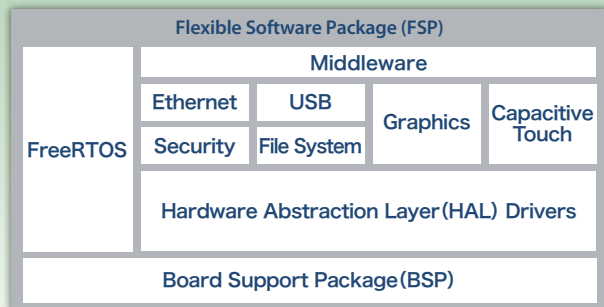 Flexible Software Package (FSP)
FreeRTOS
Middleware
Ethernet
USB
Graphics
Capacitive
Touch
Security
File System
Hardware Abstraction Layer(HAL) Drivers
Board Support Package(BSP)